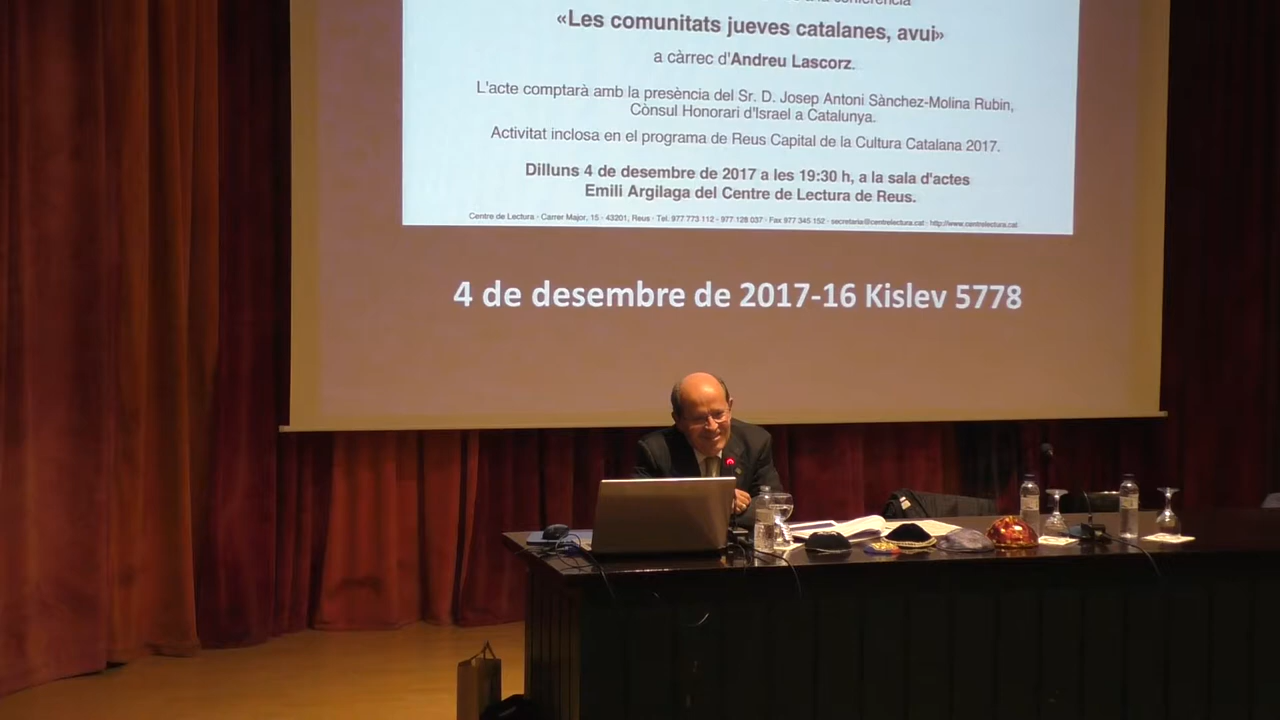 a la conferència
«Les comunitats jueves catalanes, avui»
a càrrec d'Andreu Lascorz.
L'acte comptarà amb la presència del Sr. D. Josep Antoni Sànchez-Molina Rubin,
Cònsul Honorari d'Israel a Catalunya.
Activitat inclosa en el programa de Reus Capital de la Cultura Catalana 2017.
Dilluns 4 de desembre de 2017 a les 19:30 h, a la sala d'actes
Emili Argilaga del Centre de Lectura de Reus.
Centre de Lectura · Carrer Major, 15 · 43201, Reus · Tel. 977 773 112 - 977 128 037 · Fax 977 345 152 · secretaria@centrelectura.cat · http://www.centrelectura.cat
4 de desembre de 2017-16 Kislev 5778